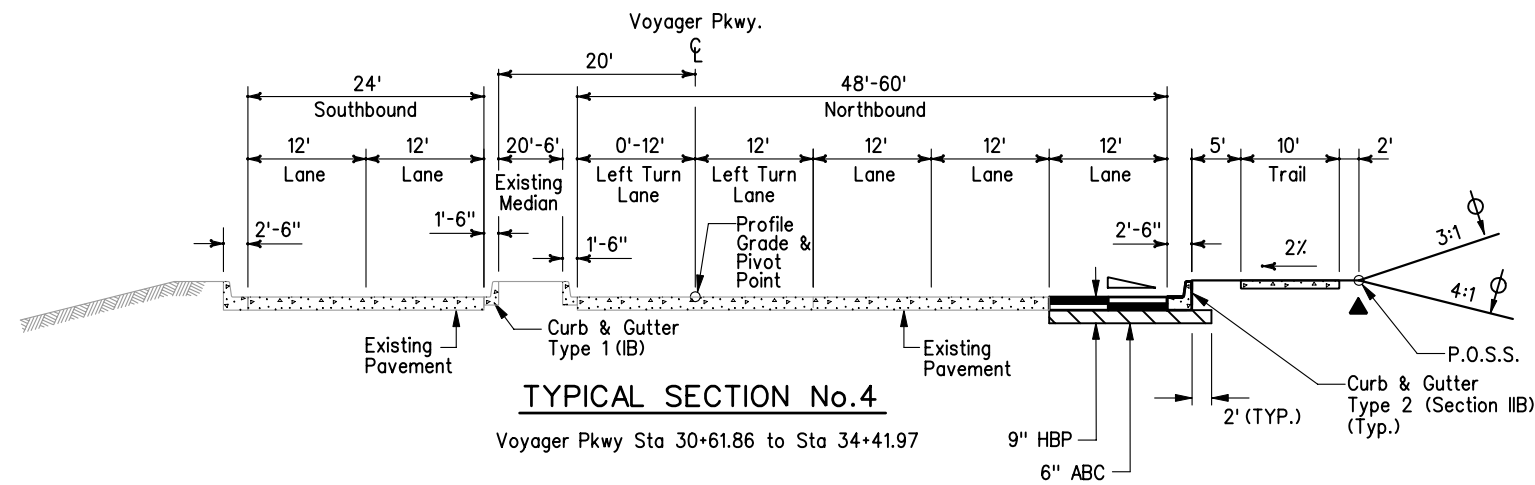 Voyager Pkwy.
℄
20'
24'
Southbound
48'-60'
Northbound
12'
Lane
12'
Lane
20'-6'
Existing
Median
0'-12'
Left Turn
Lane
12'
Left Turn
Lane
12'
Lane
12'
Lane
12'
Lane
5'
10'
Trail
2'
2'-6"
1'-6"
1'-6"
Profile
Grade &
Pivot
Point
2'-6"
2%
3:1
4:1
Existing
Pavement
Curb & Gutter
Type 1 (IB)
Existing
Pavement
P.O.S.S.
Curb & Gutter
Type 2 (Section IIB)
(Typ.)
2' (TYP.)
9" HBP
6" ABC
TYPICAL SECTION No.4
Voyager Pkwy Sta 30+61.86 to Sta 34+41.97